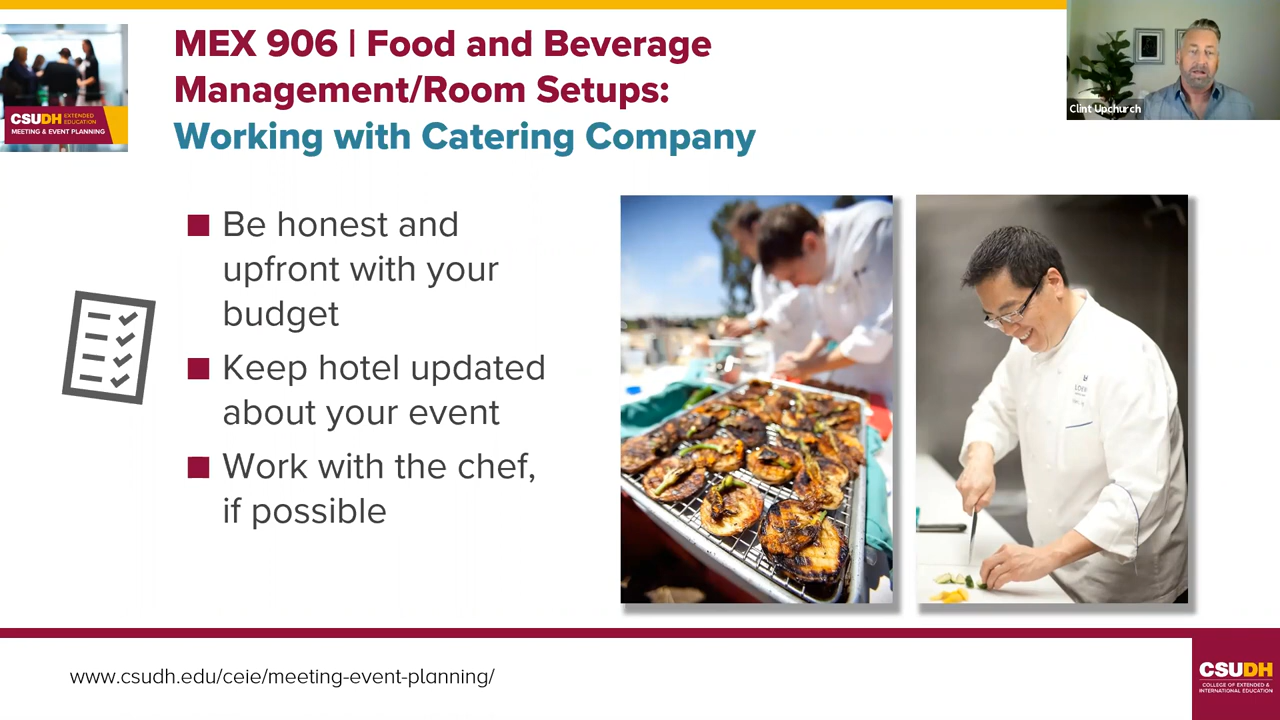 MEX 906 | Food and Beverage
Management/Room Setups:
Working with Catering Company
CSUDH EXTENDED
EDUCATION
MEETING & EVENT PLANNING
Clint Upchurch
Be honest and
upfront with your
budget
Keep hotel updated
about your event
Work with the chef,
if possible
www.csudh.edu/ceie/meeting-event-planning/
CSUDH
COLLEGE OF EXTENDED &
INTERNATIONAL EDUCATION